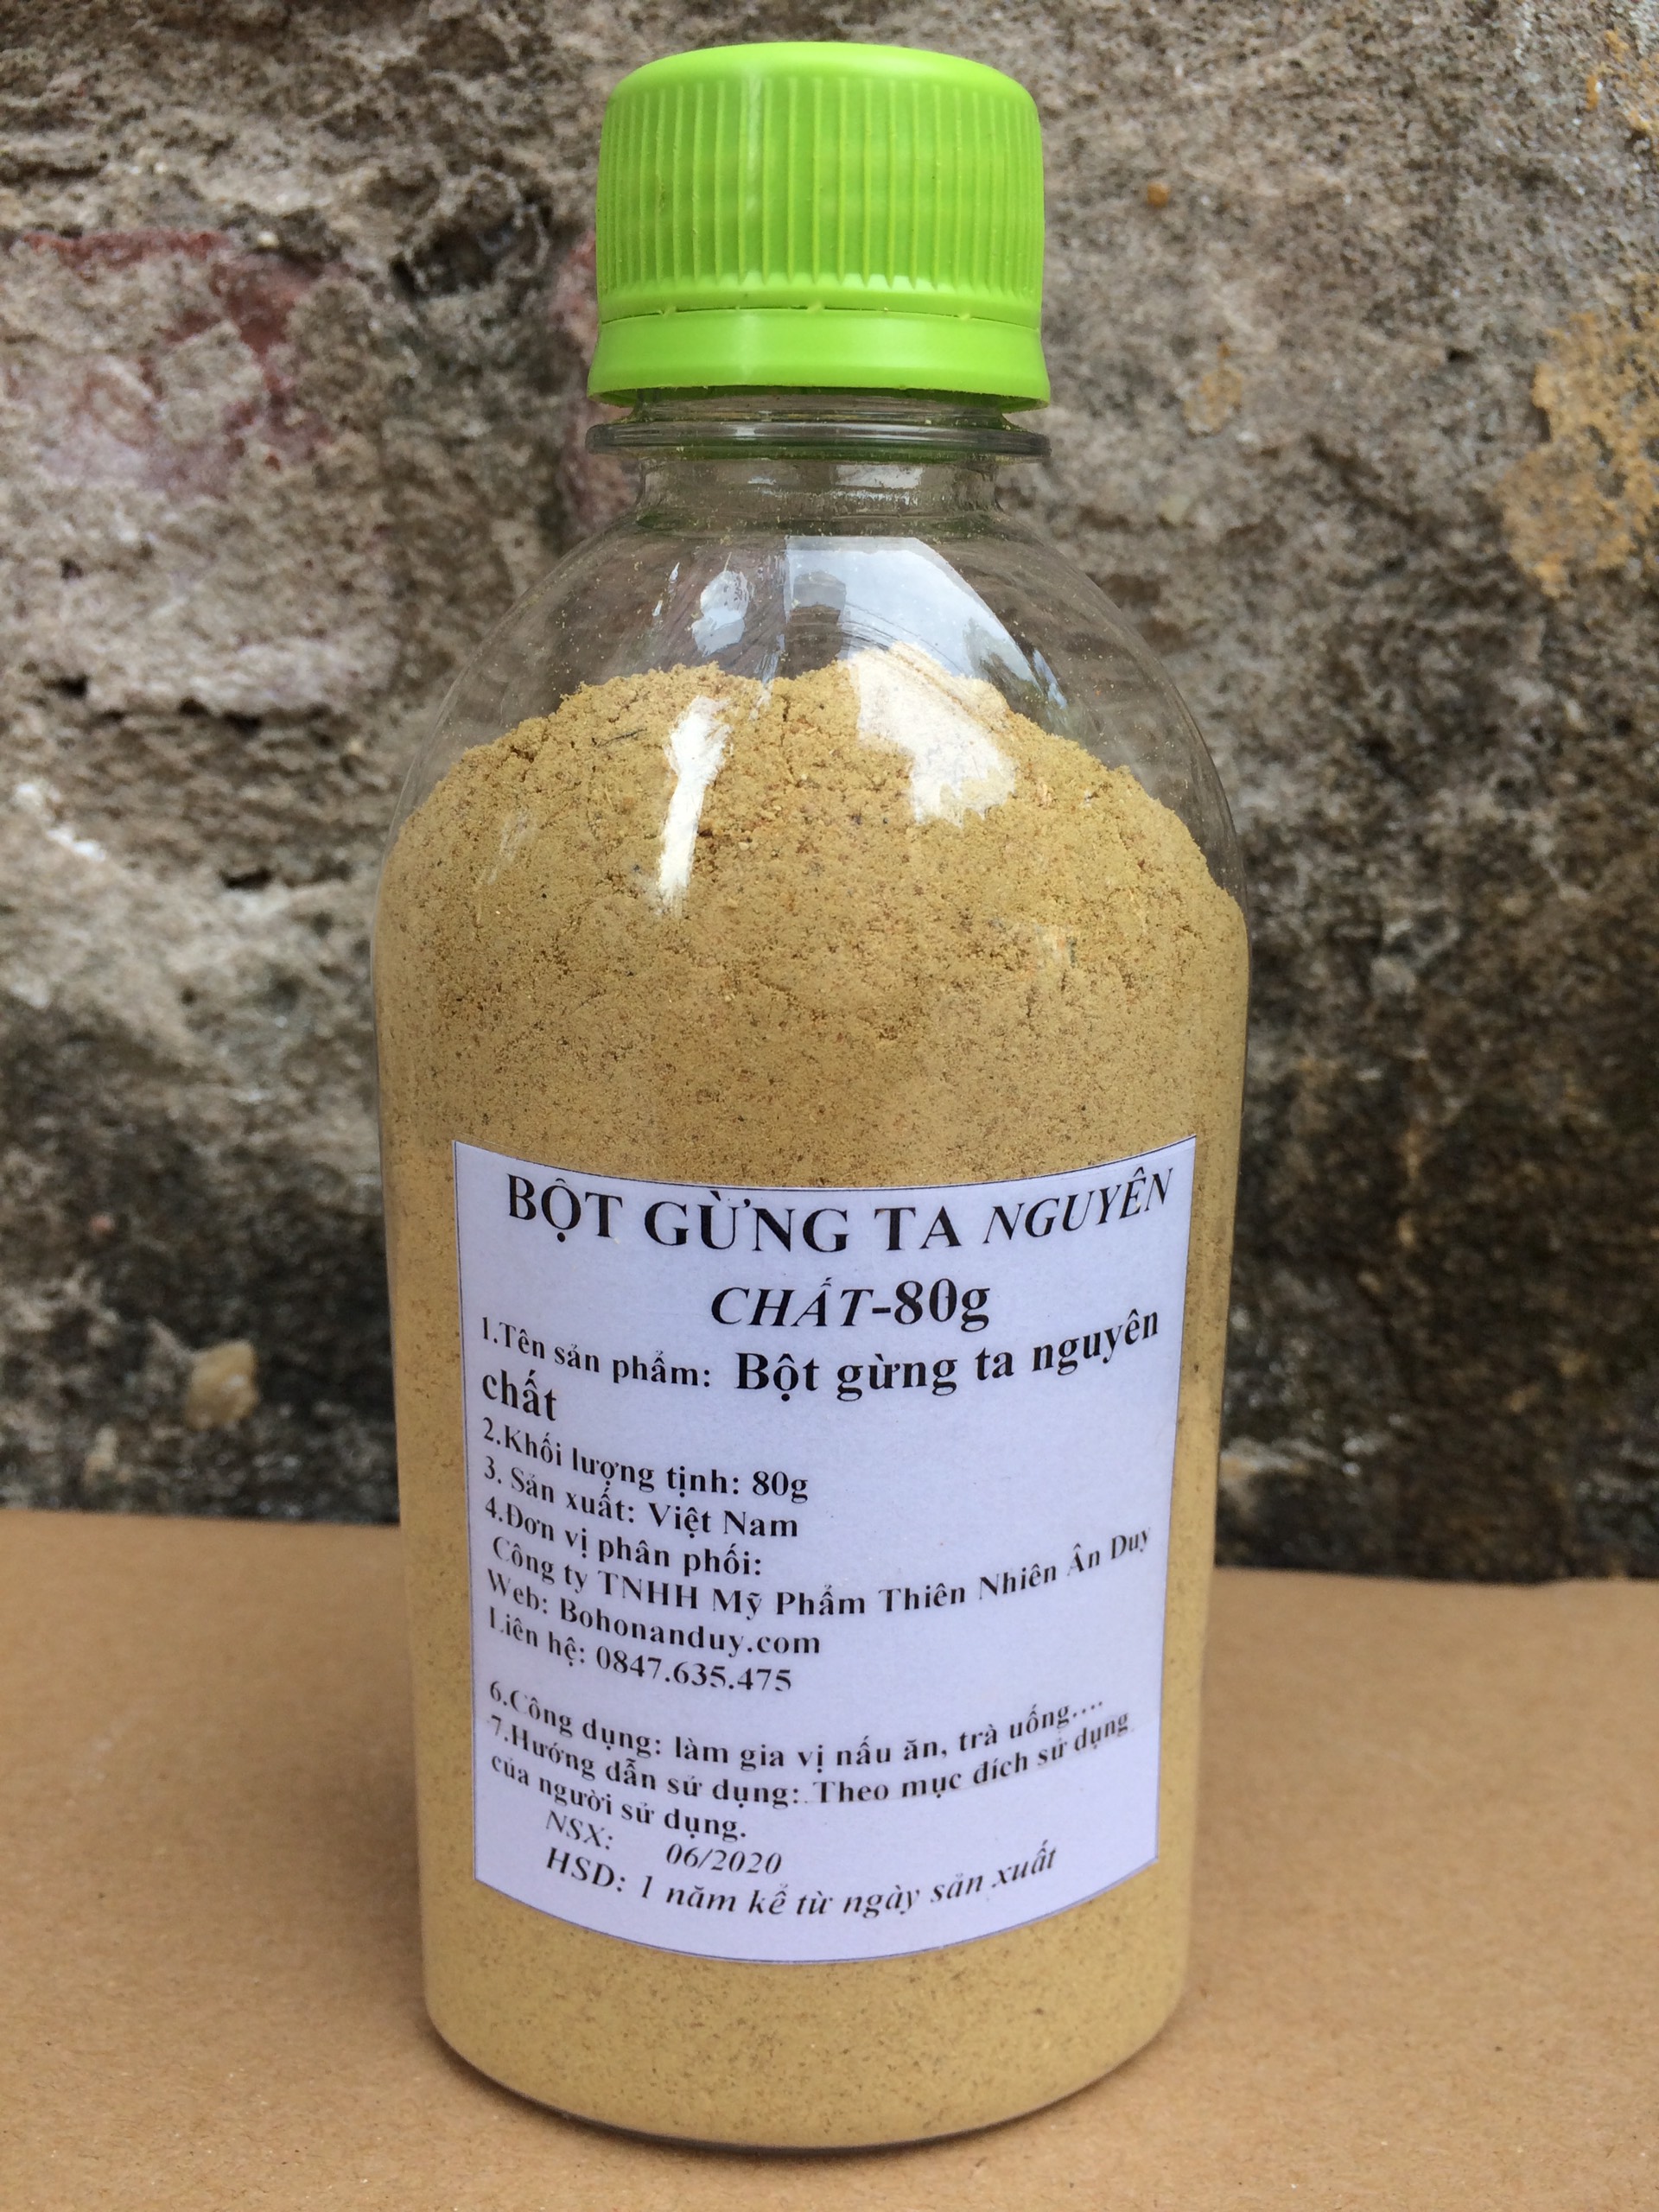 BỘT GỪNG TA NGUYÊN
CHẤT-80g
1.Tên sản phẩm: Bột gừng ta nguyên
chất
2.Khối lượng tịnh: 80g
3. Sản xuất: Việt Nam
4.Đơn vị phân phối:
Công ty TNHH Mỹ Phẩm Thiên Nhiên Ân Duy
Web: Bohonanduy.com
Liên hệ: 0847.635.475
6.Công dụng: làm gia vị nấu ăn, trà uống....
7.Hướng dẫn sử dụng: Theo mục đích sử dụng
của người sử dụng.
NSX: 06/2020
HSD: 1 năm kể từ ngày sản xuất